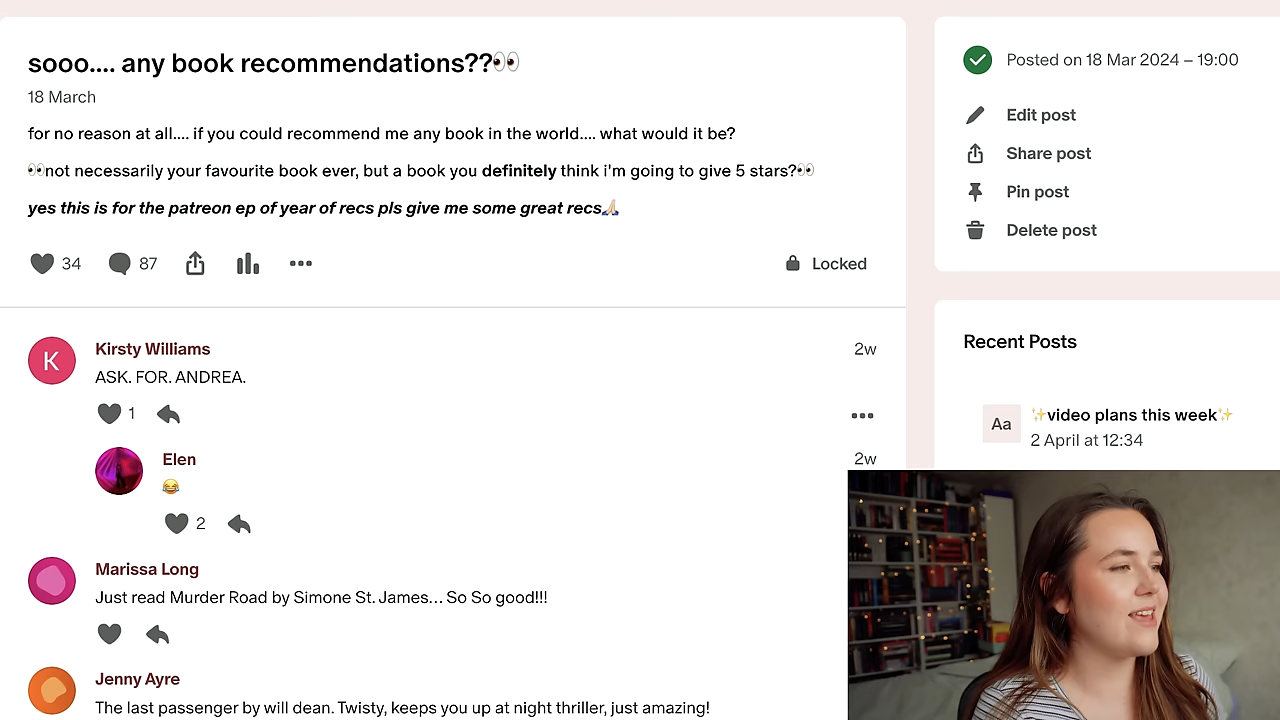 sooo.... any book recommendations??👀
18 March
for no reason at all.... if you could recommend me any book in the world.... what would it be?
👀not necessarily your favourite book ever, but a book you definitely think i'm going to give 5 stars?👀
yes this is for the patreon ep of year of recs pls give me some great recs🙏🏻
34
87
Locked
K
Kirsty Williams
2w
ASK. FOR. ANDREA.
1
Elen
2w
😂
2
Marissa Long
Just read Murder Road by Simone St. James… So So good!!!
Jenny Ayre
The last passenger by will dean. Twisty, keeps you up at night thriller, just amazing!
Posted on 18 Mar 2024 – 19:00
Edit post
Share post
Pin post
Delete post
Recent Posts
Aa
✨video plans this week✨
2 April at 12:34